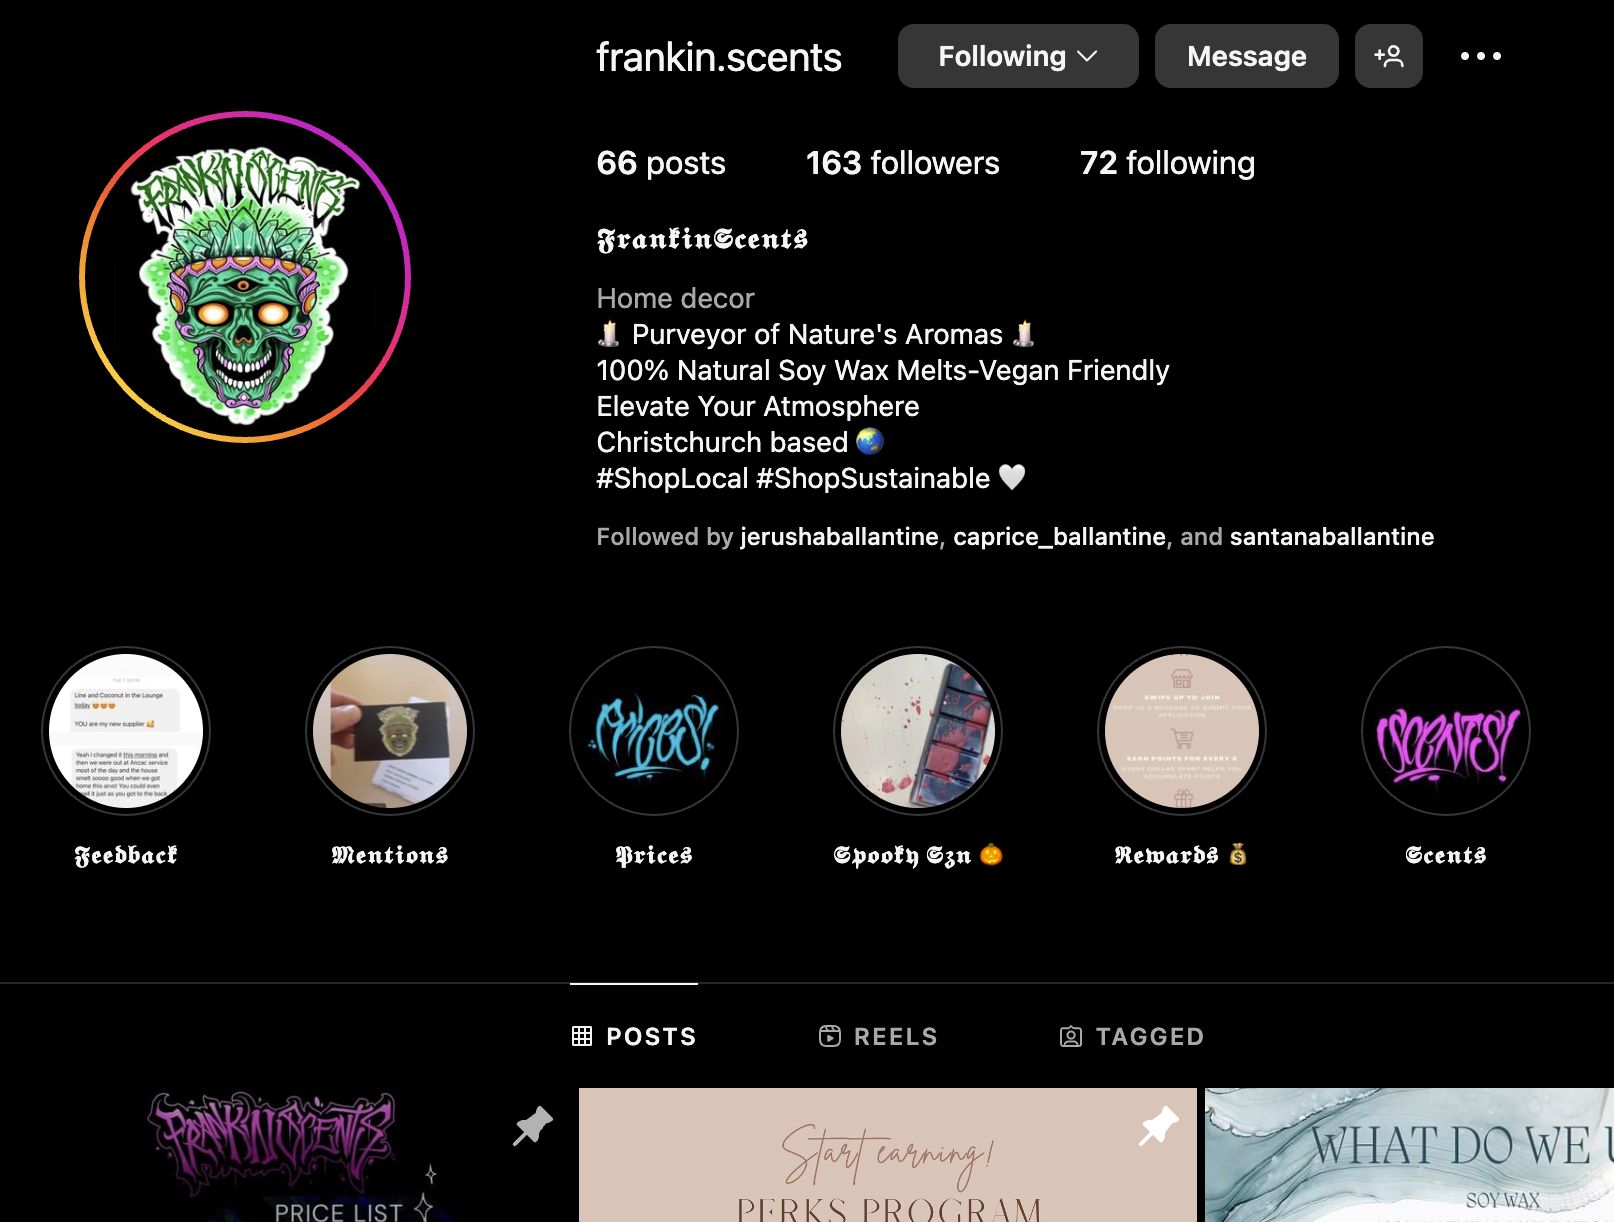 frankin.scents
Following
Message
66 posts
163 followers
72 following
FRANKINSCENTS
𝕱𝖗𝖆𝖓𝖐𝖎𝖓𝕾𝖈𝖊𝖓𝖙𝖘
Home decor
🕯️ Purveyor of Nature's Aromas 🕯️
100% Natural Soy Wax Melts-Vegan Friendly
Elevate Your Atmosphere
Christchurch based 🌏
#ShopLocal #ShopSustainable 🤍
Followed by jerushaballantine, caprice_ballantine, and santanaballantine
Line and Coconut in the Lounge
today 😍😍😍
YOU are my new supplier 🥰
Yeah I changed it this morning and
then we were out at Anzac service
most of the day and the house
smelt soooo good when we got
home this arvo! You could even
smell it just as you got to the back
𝕱𝖊𝖊𝖉𝖇𝖆𝖈𝖐
𝕸𝖊𝖓𝖙𝖎𝖔𝖓𝖘
PRICES!
𝕻𝖗𝖎𝖈𝖊𝖘
𝕾𝖕𝖔𝖔𝖐𝖞 𝕾𝖟𝖓 🎃
SWIPE UP TO JOIN
DROP US A MESSAGE TO SUBMIT YOUR
APPLICATION
EARN POINTS FOR EVERY $
EVERY DOLLAR SPENT HELPS YOU
ACCUMULATE POINTS
𝕽𝖊𝖜𝖆𝖗𝖉𝖘 💰
SCENTS!
𝕾𝖈𝖊𝖓𝖙𝖘
POSTS
REELS
TAGGED
FRANKINSCENTS
PRICE LIST
Start earning!
PERKS PROGRAM
WHAT DO WE U
SOY WAX